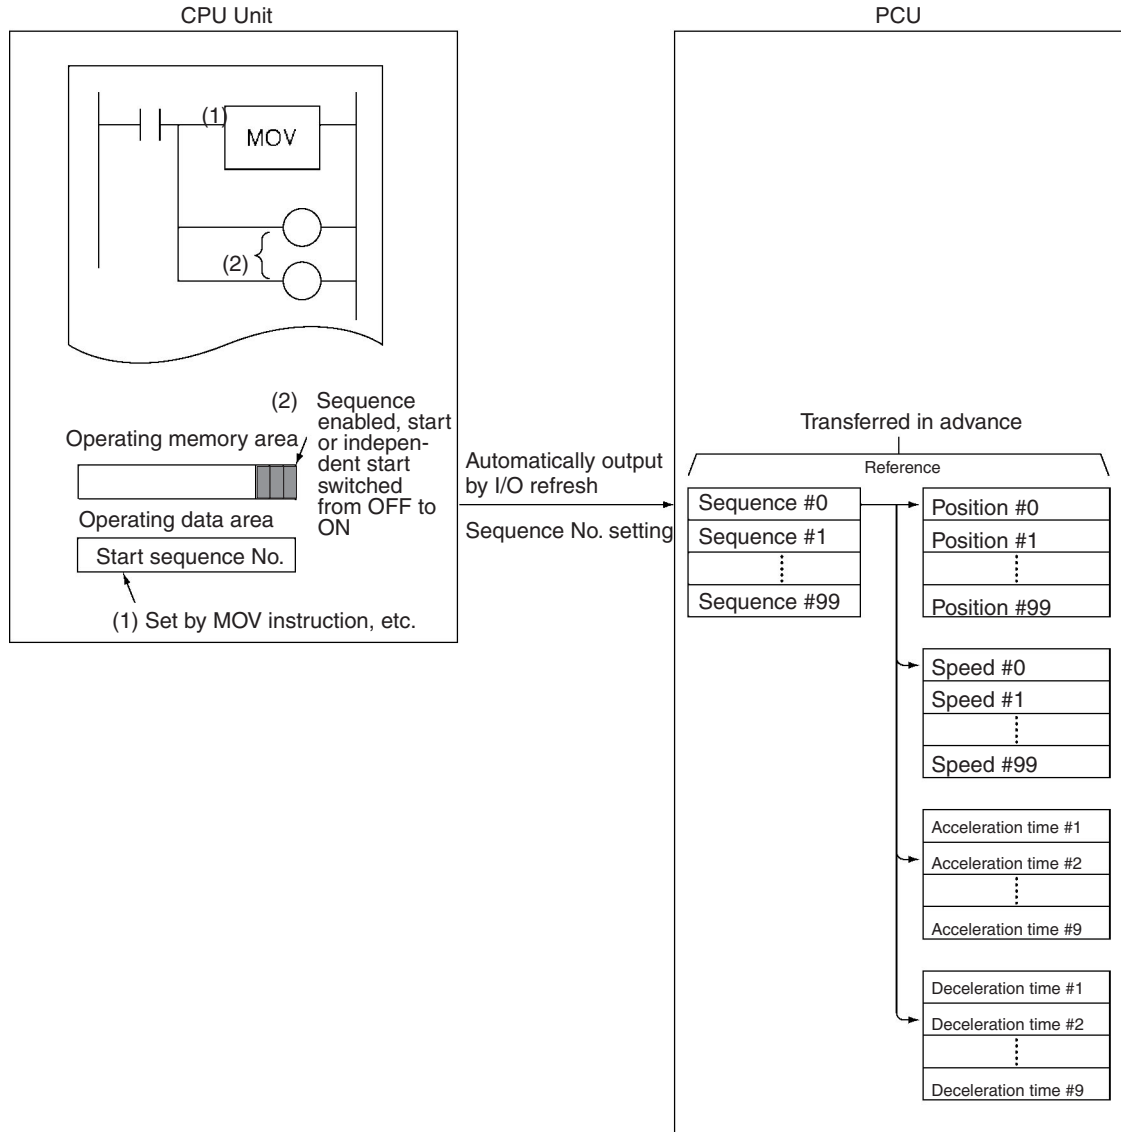 CPU Unit
PCU
(1)
MOV
(2)
(2) Sequence
enabled, start
or indepen-
dent start
switched
from OFF to
ON
Operating memory area
Operating data area
Start sequence No.
(1) Set by MOV instruction, etc.
Automatically output
by I/O refresh
Sequence No. setting
Transferred in advance
Reference
Sequence #0
Sequence #1
Sequence #99
Position #0
Position #1
Position #99
Speed #0
Speed #1
Speed #99
Acceleration time #1
Acceleration time #2
Acceleration time #9
Deceleration time #1
Deceleration time #2
Deceleration time #9